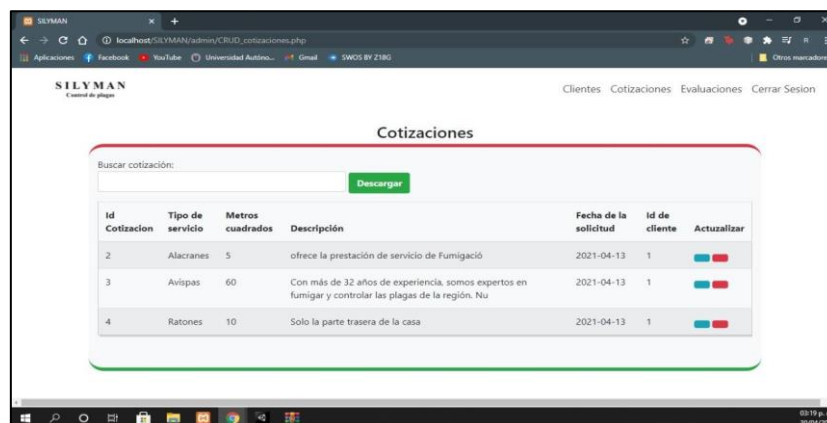 SILYMAN
localhost/SILYMAN/admin/CRUD_cotizaciones.php
Aplicaciones Facebook YouTube Universidad Autóno... Gmail SWOS BY Z18G Otros marcadore
SILYMAN
Control de plagas
Clientes Cotizaciones Evaluaciones Cerrar Sesion
Cotizaciones
Buscar cotización:
Descargar
Id Cotizacion Tipo de servicio Metros cuadrados Descripción Fecha de la solicitud Id de cliente Actuzalizar
2 Alacranes 5 ofrece la prestación de servicio de Fumigació 2021-04-13 1
3 Avispas 60 Con más de 32 años de experiencia, somos expertos en
fumigar y controlar las plagas de la región. Nu 2021-04-13 1
4 Ratones 10 Solo la parte trasera de la casa 2021-04-13 1
03:19 p.